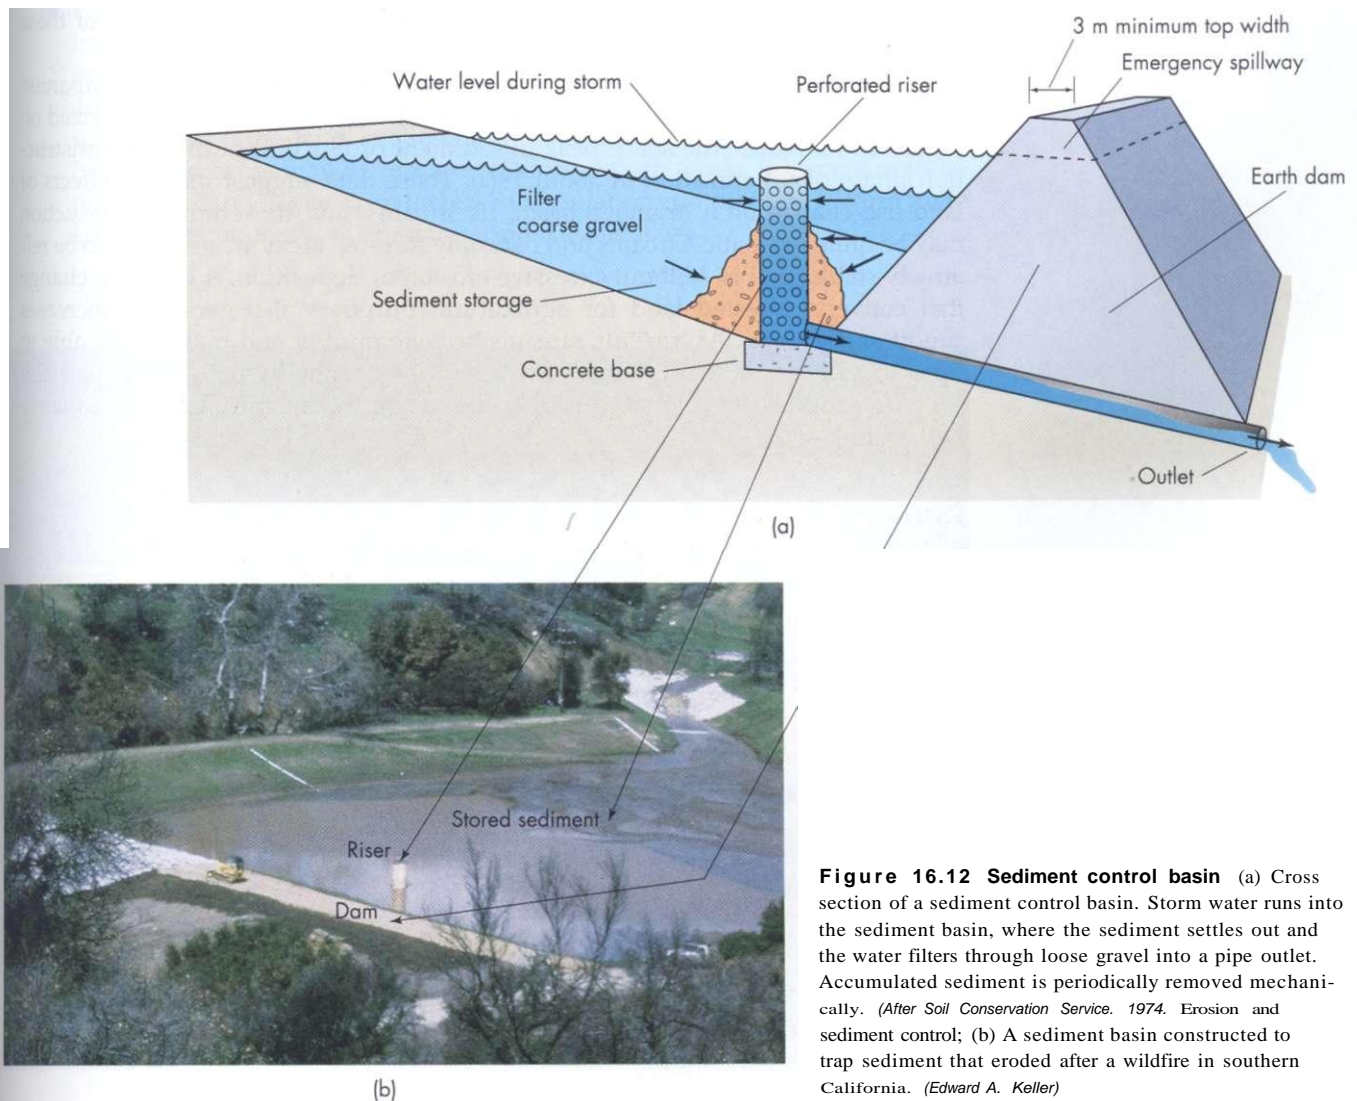 3 m minimum top width
Emergency spillway
Water level during storm
Perforated riser
Earth dam
Filter
coarse gravel
Sediment storage
Concrete base
Outlet
(a)
Stored sediment
Riser
Dam
(b)
Figure 16.12 Sediment control basin (a) Cross
section of a sediment control basin. Storm water runs into
the sediment basin, where the sediment settles out and
the water filters through loose gravel into a pipe outlet.
Accumulated sediment is periodically removed mechani-
cally. (After Soil Conservation Service. 1974. Erosion and
sediment control; (b) A sediment basin constructed to
trap sediment that eroded after a wildfire in southern
California. (Edward A. Keller)